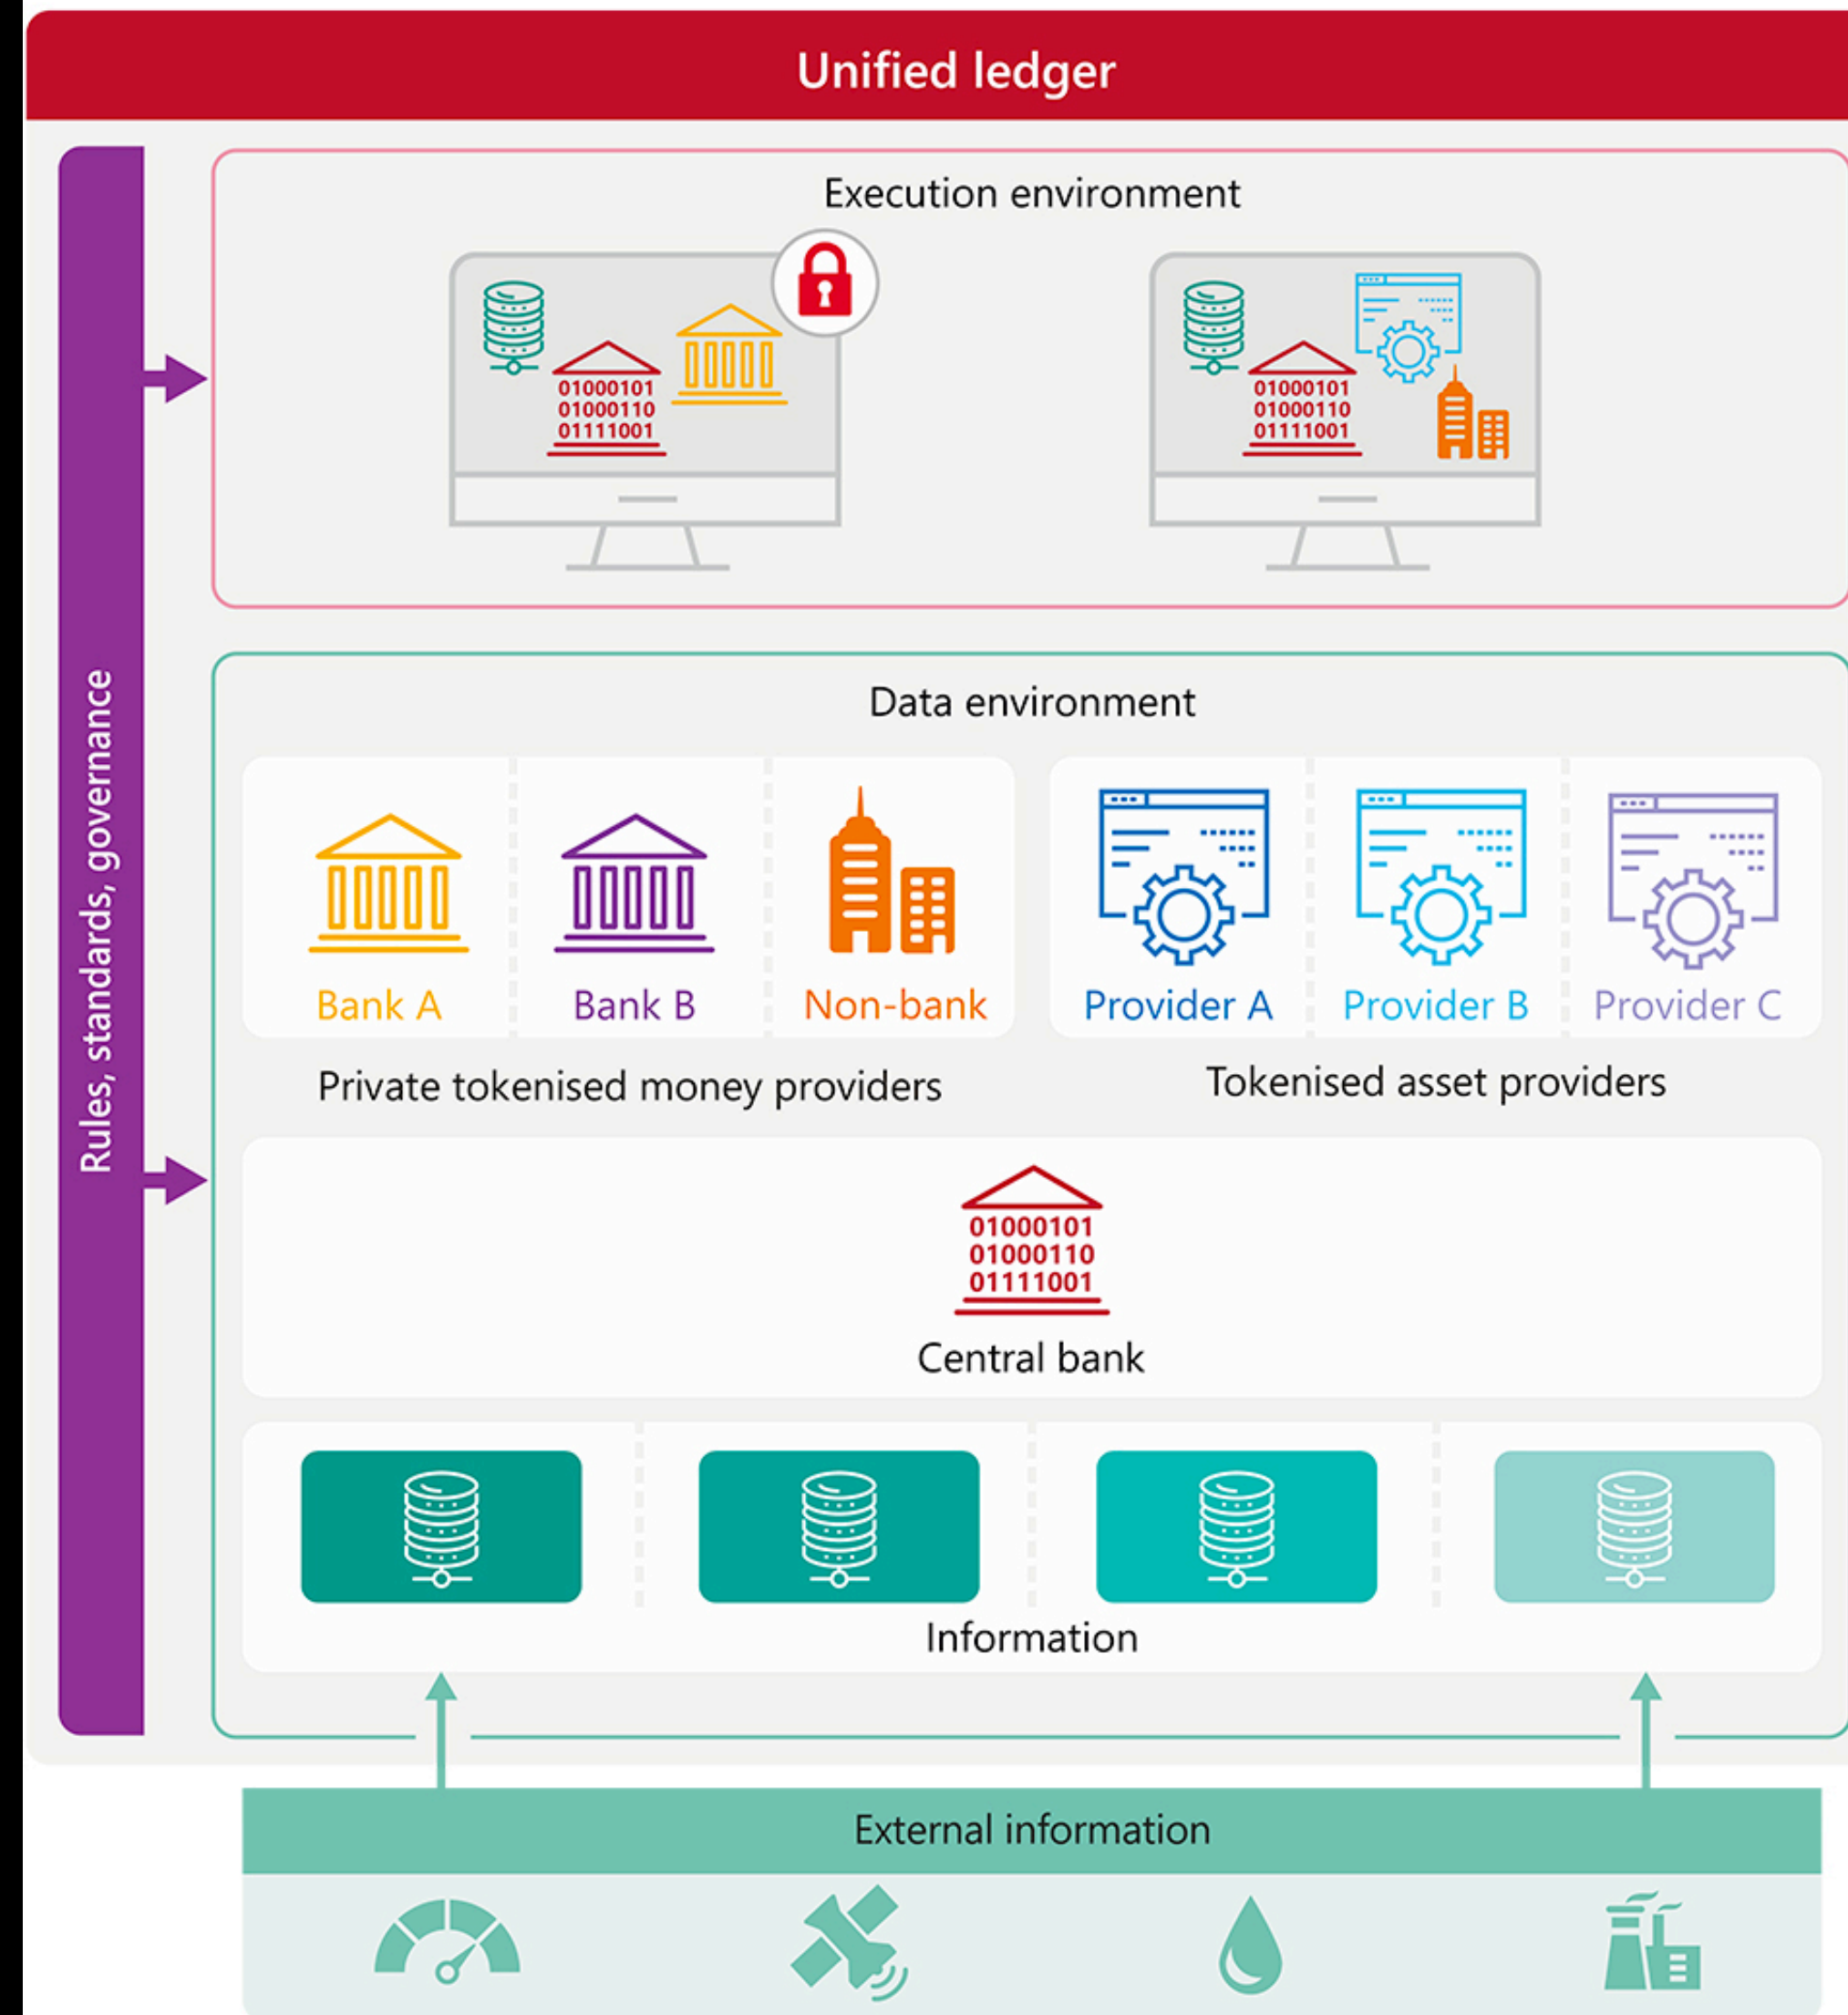 Unified ledger
Rules, standards, governance
Execution environment
01000101
01000110
01111001
01000101
01000110
01111001
Data environment
Bank A
Bank B
Non-bank
Provider A
Provider B
Provider C
Private tokenised money providers
Tokenised asset providers
01000101
01000110
01111001
Central bank
Information
External information